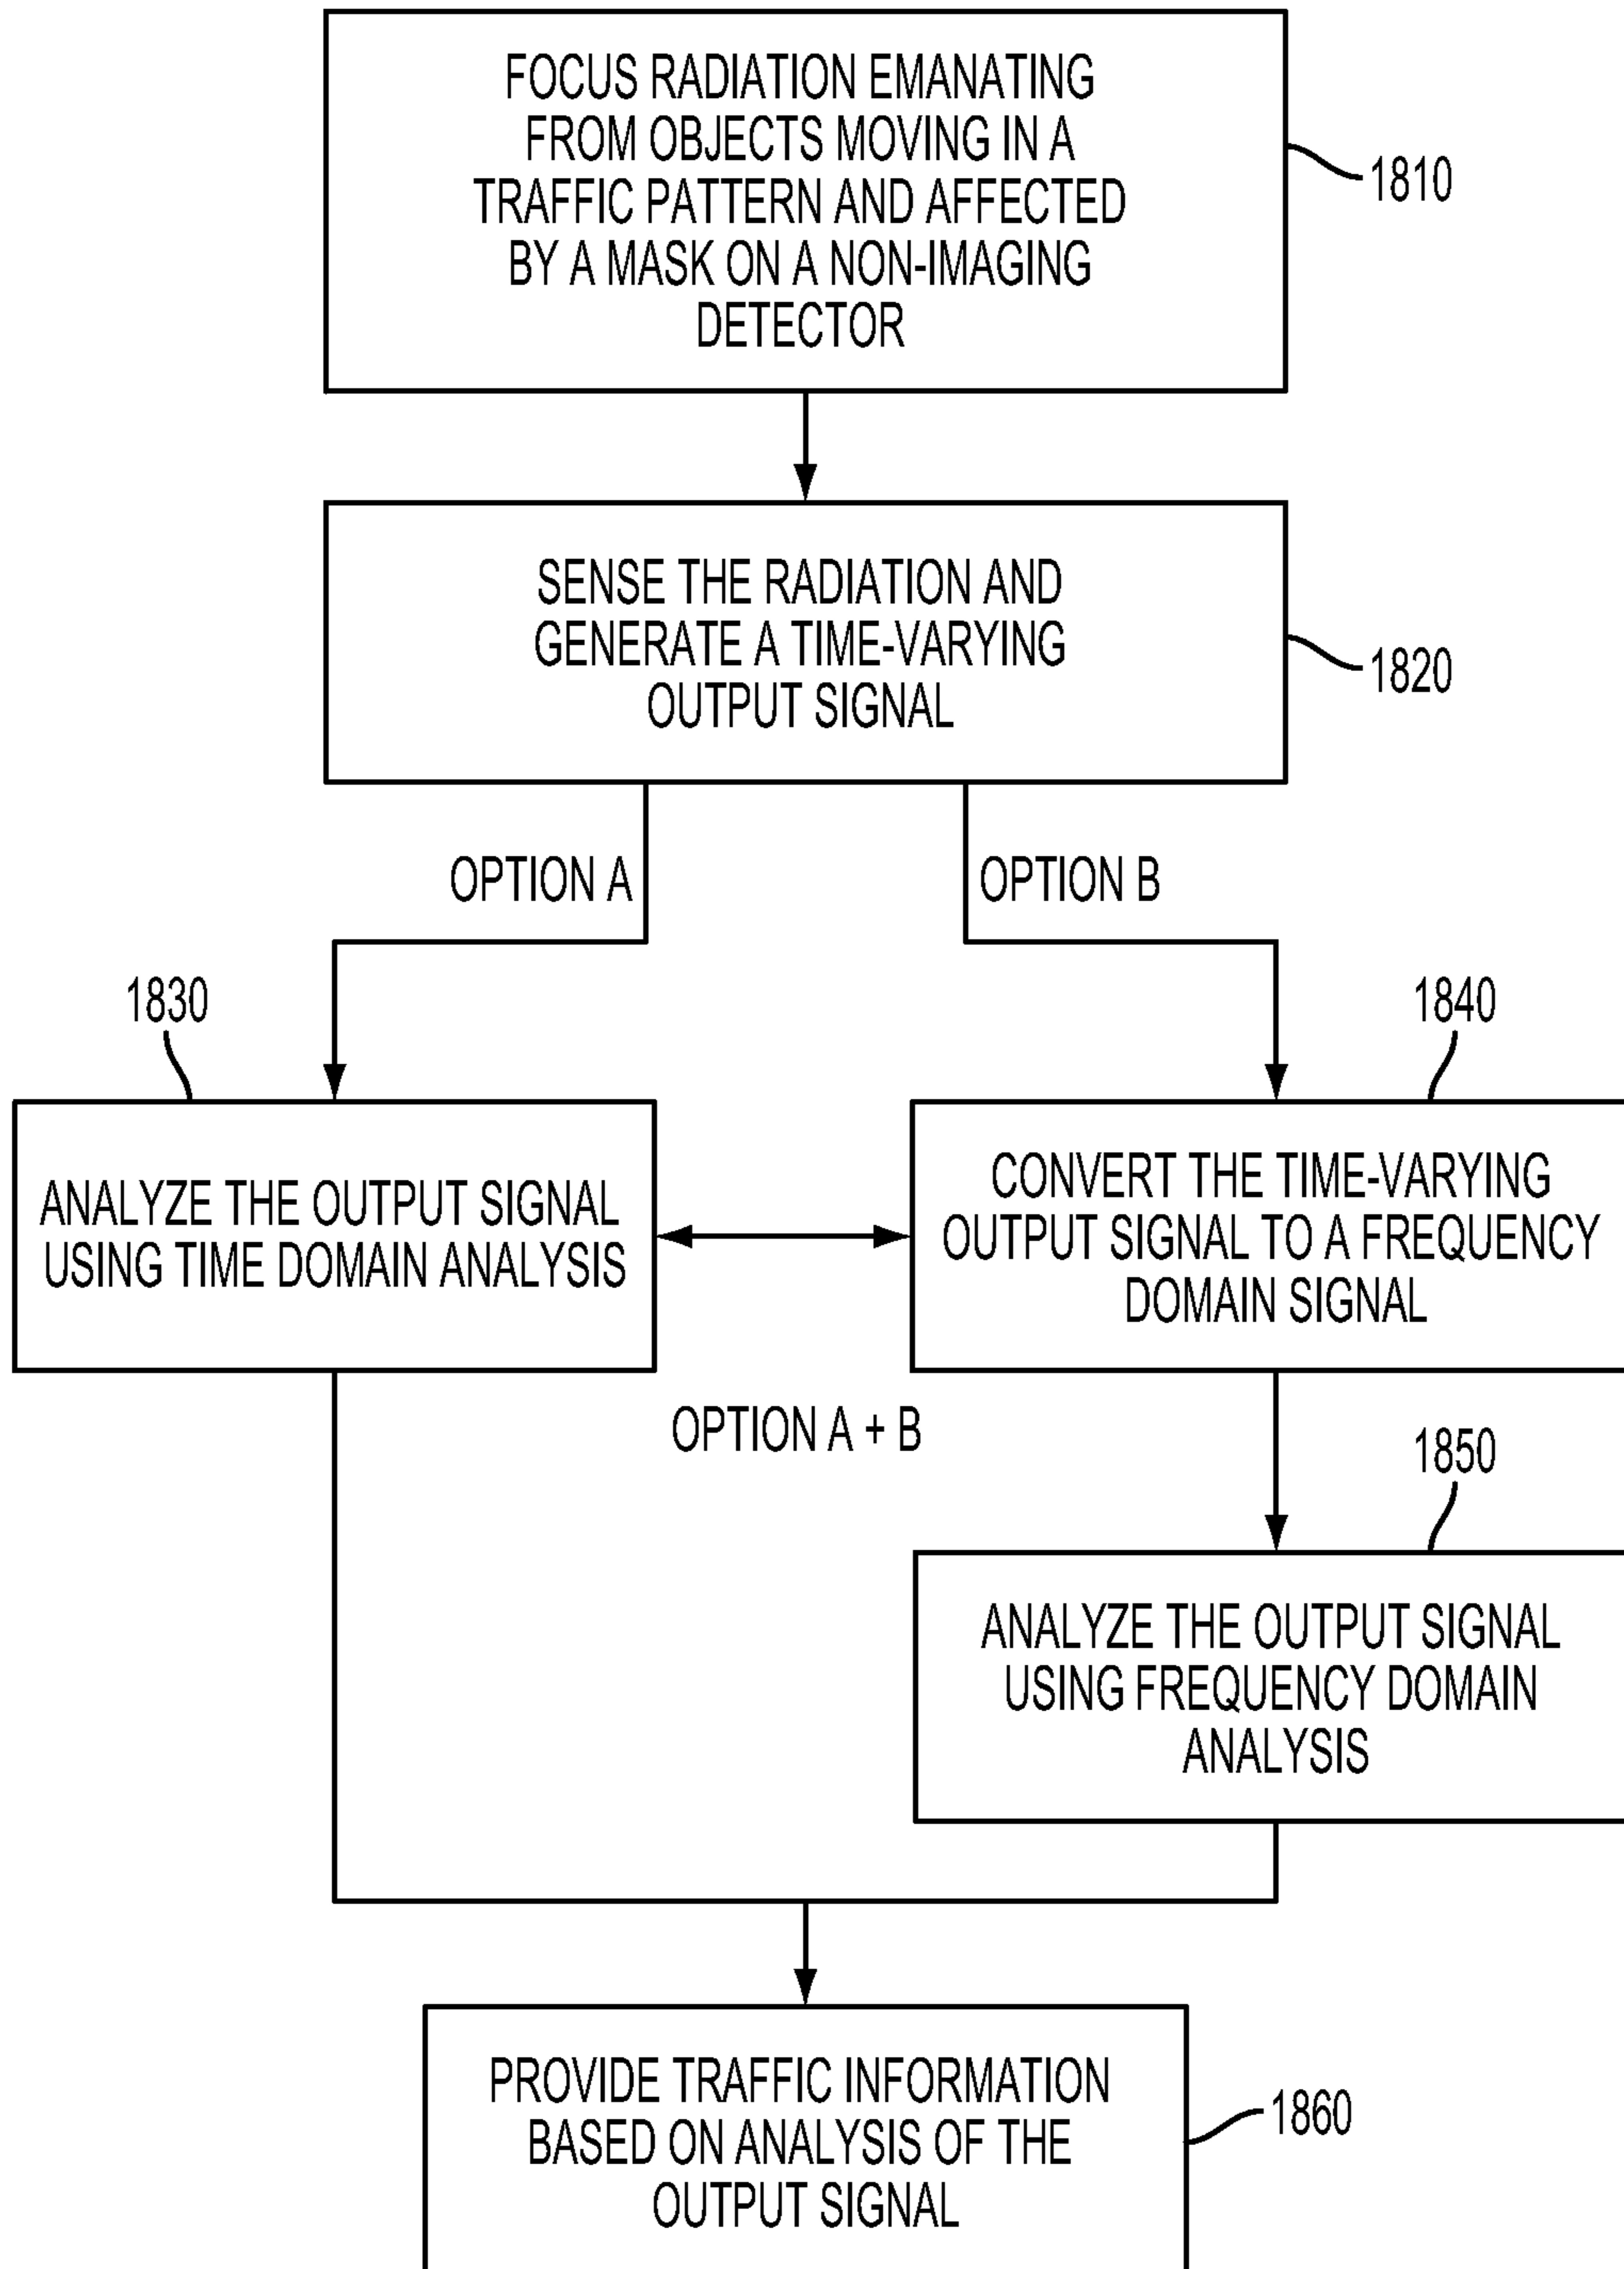 FOCUS RADIATION EMANATING
FROM OBJECTS MOVING IN A
TRAFFIC PATTERN AND AFFECTED
BY A MASK ON A NON-IMAGING
DETECTOR
1810
SENSE THE RADIATION AND
GENERATE A TIME-VARYING
OUTPUT SIGNAL
1820
OPTION A
OPTION B
1830
1840
ANALYZE THE OUTPUT SIGNAL
USING TIME DOMAIN ANALYSIS
CONVERT THE TIME-VARYING
OUTPUT SIGNAL TO A FREQUENCY
DOMAIN SIGNAL
OPTION A + B
1850
ANALYZE THE OUTPUT SIGNAL
USING FREQUENCY DOMAIN
ANALYSIS
PROVIDE TRAFFIC INFORMATION
BASED ON ANALYSIS OF THE
OUTPUT SIGNAL
1860